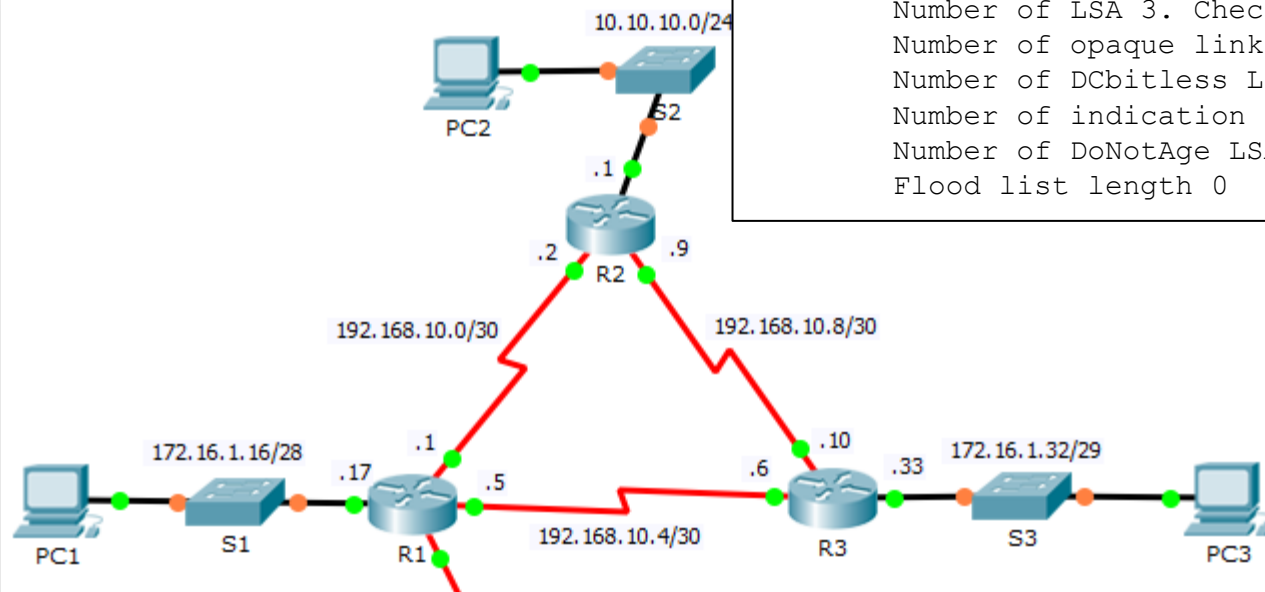 10.10.10.0/24
Number of LSA 3.
Number of opaque link
Number of DCbitless
Number of indication
Number of DoNotAge
Flood list length 0
PC2
S2
.1
.2
.9
R2
192.168.10.0/30
192.168.10.8/30
.1
.10
172.16.1.16/28
172.16.1.32/29
.17
.5
.6
.33
192.168.10.4/30
PC1
S1
R1
R3
S3
PC3